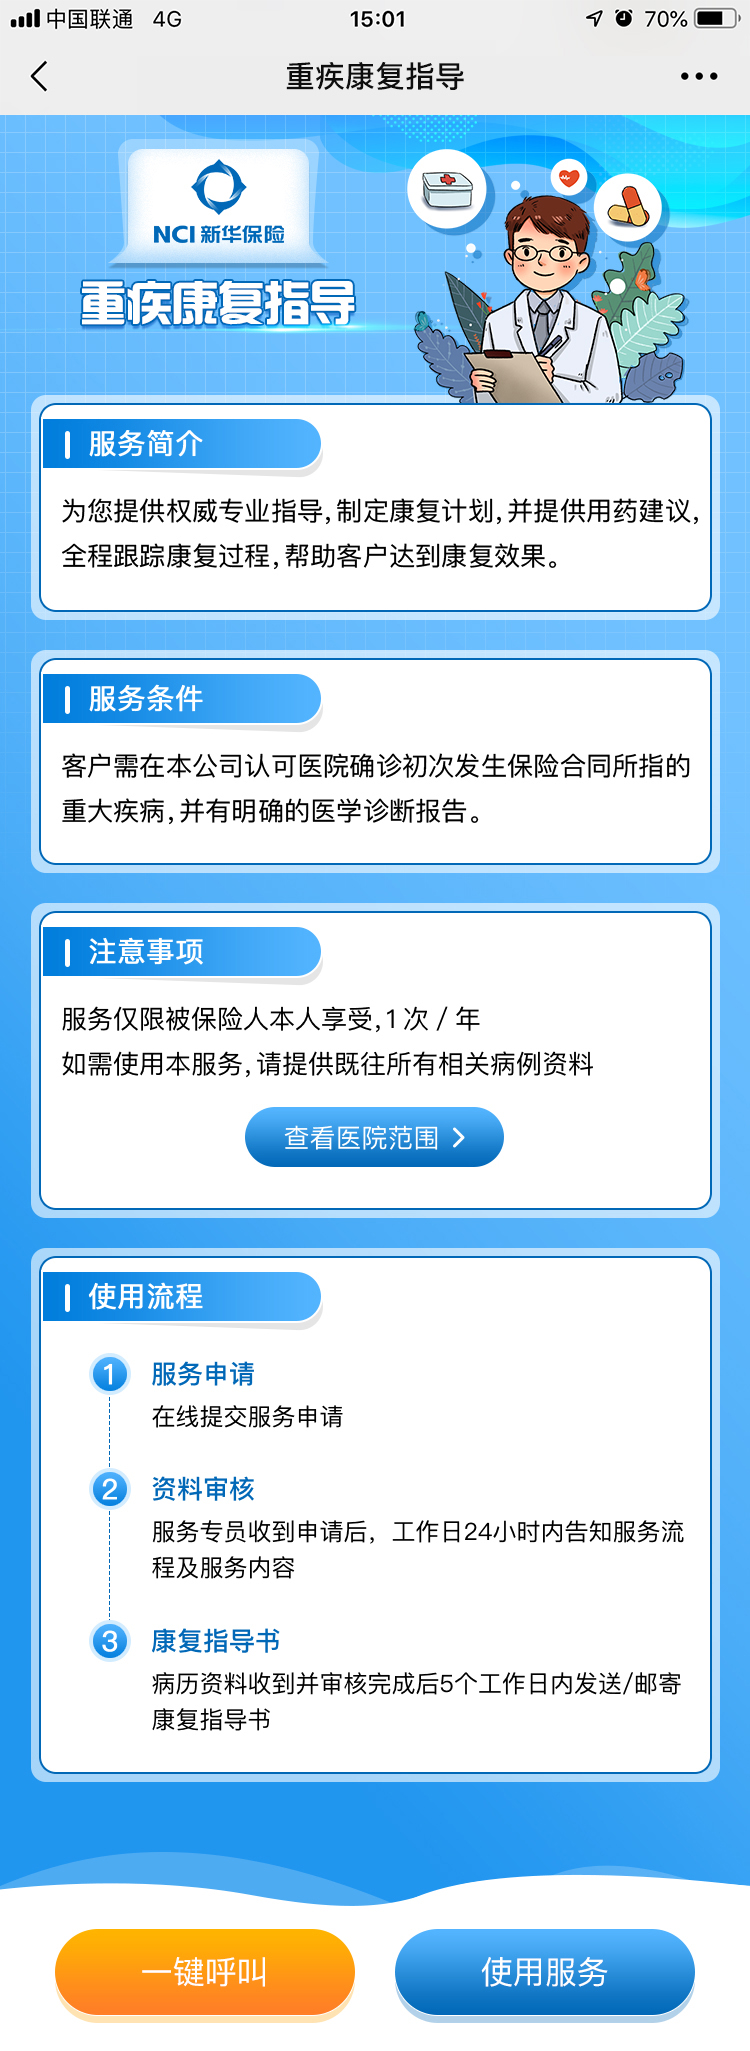 中国联通 4G 15:01 70%
重疾康复指导
NCI 新华保险
重疾康复指导
服务简介
为您提供权威专业指导,制定康复计划,并提供用药建议,
全程跟踪康复过程,帮助客户达到康复效果。
服务条件
客户需在本公司认可医院确诊初次发生保险合同所指的
重大疾病,并有明确的医学诊断报告。
注意事项
服务仅限被保险人本人享受,1次/年
如需使用本服务,请提供既往所有相关病例资料
查看医院范围
使用流程
1 服务申请
在线提交服务申请
2 资料审核
服务专员收到申请后，工作日24小时内告知服务流
程及服务内容
3 康复指导书
病历资料收到并审核完成后5个工作日内发送/邮寄
康复指导书
一键呼叫 使用服务